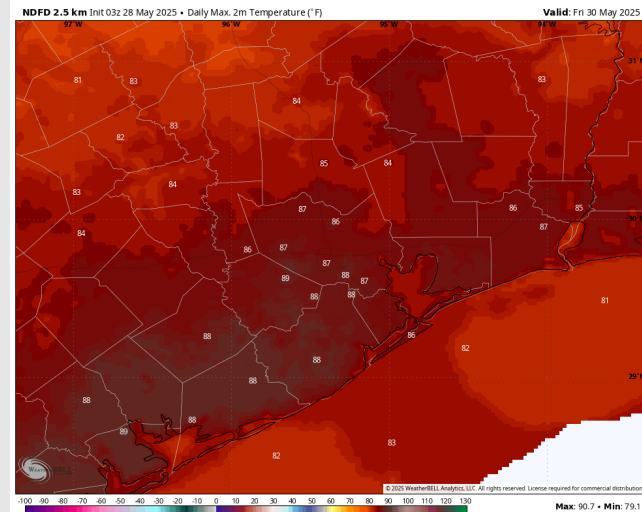 NDFD 2.5 km Init 03z 28 May 2025 • Daily Max. 2m Temperature (°F)
Valid: Fri 30 May 2025
97°W 96°W 95°W 94°W
31°N
81 83 83
84
82 83
85 84
83 84
87 86 85
84 86 87
86 87
87
89 88 87
88 88
81
88 86
82
88
88
88
88
89
83
82
30°N
29°N
WeatherBELL
© 2025 WeatherBELL Analytics, LLC. All rights reserved. License required for commercial distribution
-100 -90 -80 -70 -60 -50 -40 -30 -20 -10 0 10 20 30 40 50 60 70 80 90 100 110 120 130
Max: 90.7 • Min: 79.1